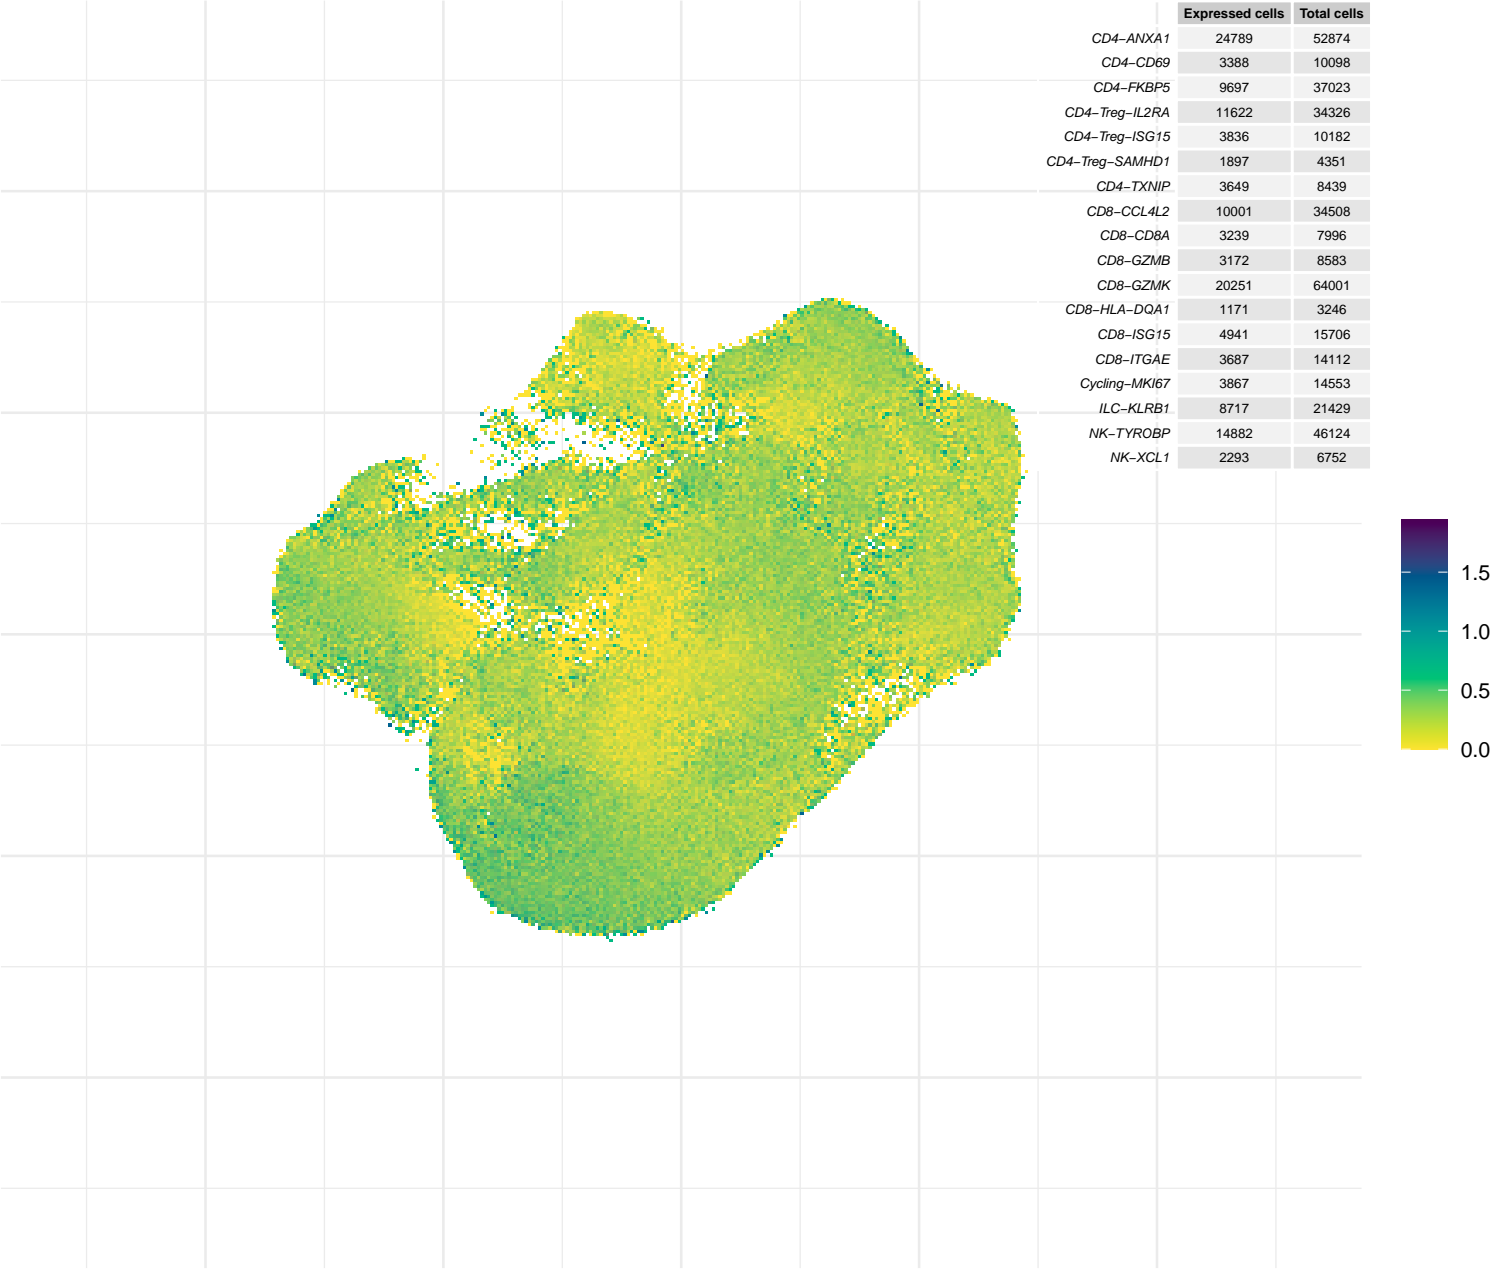 Expressed cells Total cells
CD4−ANXA1 24789 52874
CD4−CD69 3388 10098
CD4−FKBP5 9697 37023
CD4−Treg−IL2RA 11622 34326
CD4−Treg−ISG15 3836 10182
CD4−Treg−SAMHD1 1897 4351
CD4−TXNIP 3649 8439
CD8−CCL4L2 10001 34508
CD8−CD8A 3239 7996
CD8−GZMB 3172 8583
CD8−GZMK 20251 64001
CD8−HLA−DQA1 1171 3246
CD8−ISG15 4941 15706
CD8−ITGAE 3687 14112
Cycling−MKI67 3867 14553
ILC−KLRB1 8717 21429
NK−TYROBP 14882 46124
NK−XCL1 2293 6752
1.5
1.0
0.5
0.0